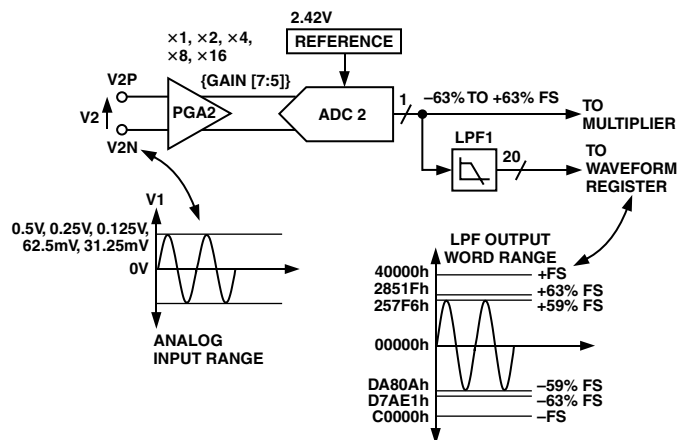 2.42V
REFERENCE
×1, ×2, ×4,
×8, ×16
{GAIN [7:5]}
V2P
V2
V2N
PGA2
ADC 2
1
–63% TO +63% FS
TO
MULTIPLIER
LPF1
20
TO
WAVEFORM
REGISTER
V1
0.5V, 0.25V, 0.125V,
62.5mV, 31.25mV
0V
ANALOG
INPUT RANGE
LPF OUTPUT
WORD RANGE
40000h +FS
2851Fh +63% FS
257F6h +59% FS
00000h
DA80Ah –59% FS
D7AE1h –63% FS
C0000h –FS